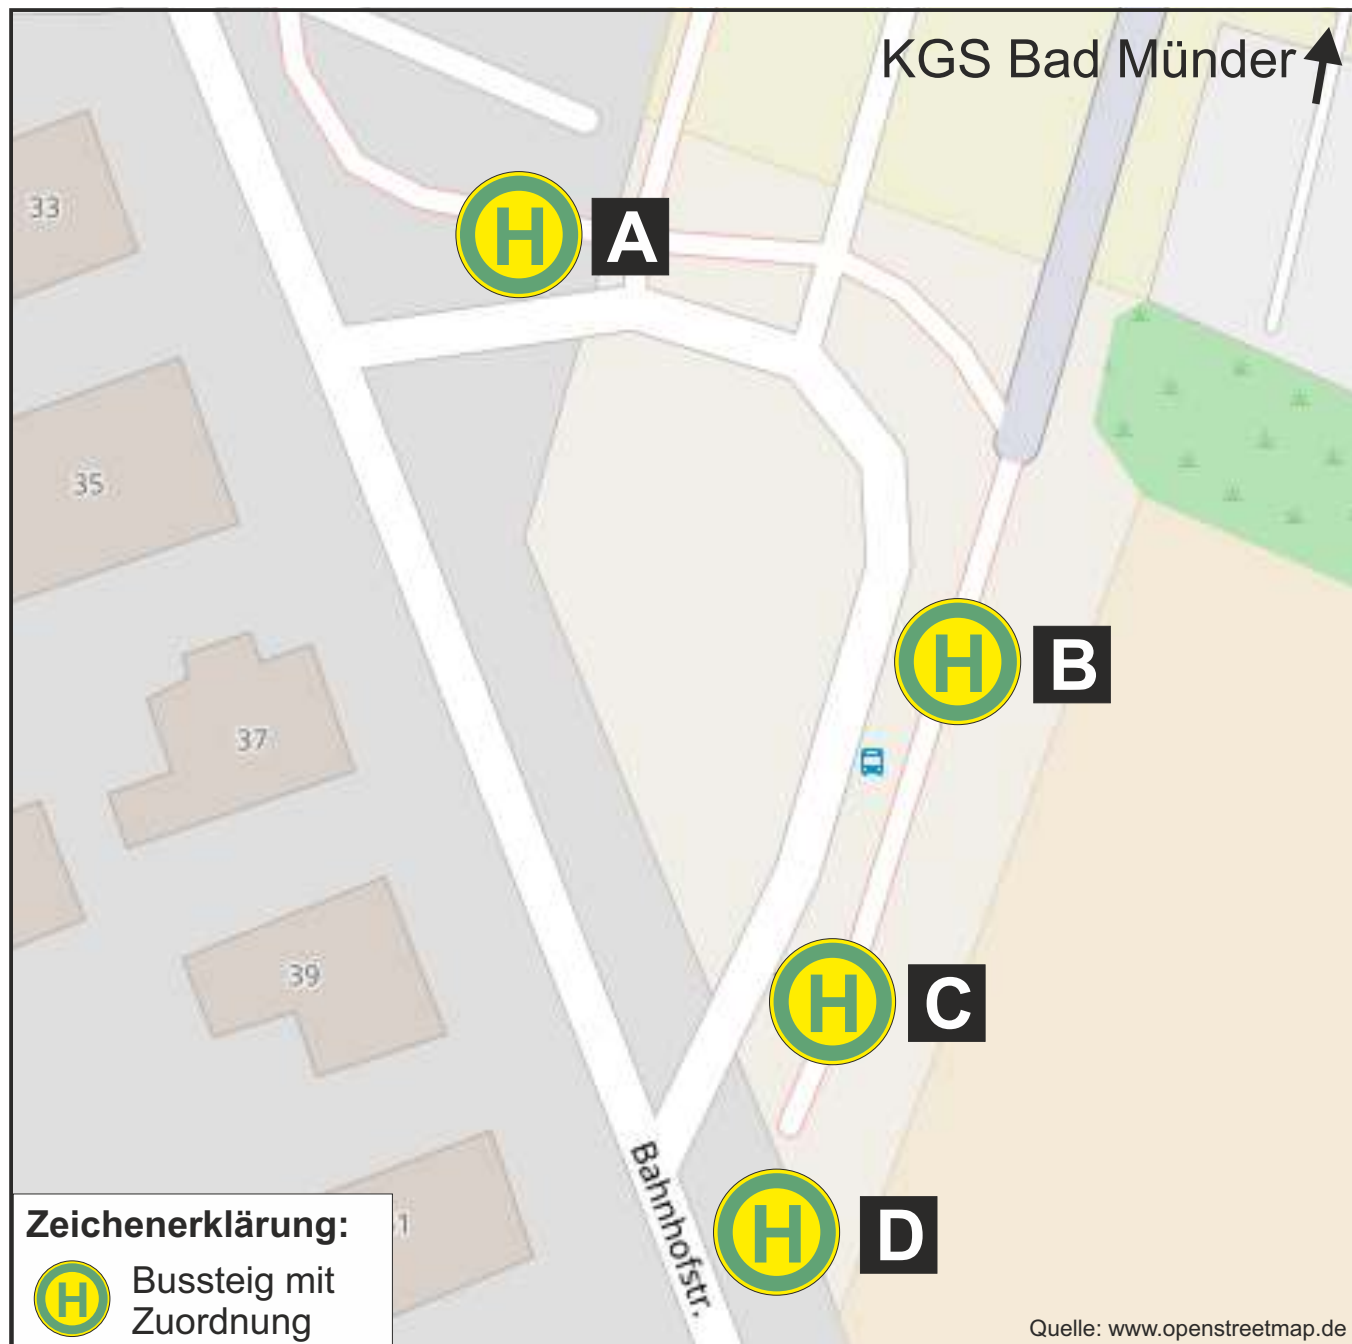 KGS Bad Münder
33
H A
35
H B
37
H C
39
Bahnhofstr.
H D
Zeichenerklärung:
H Bussteig mit
Zuordnung
Quelle: www.openstreetmap.de